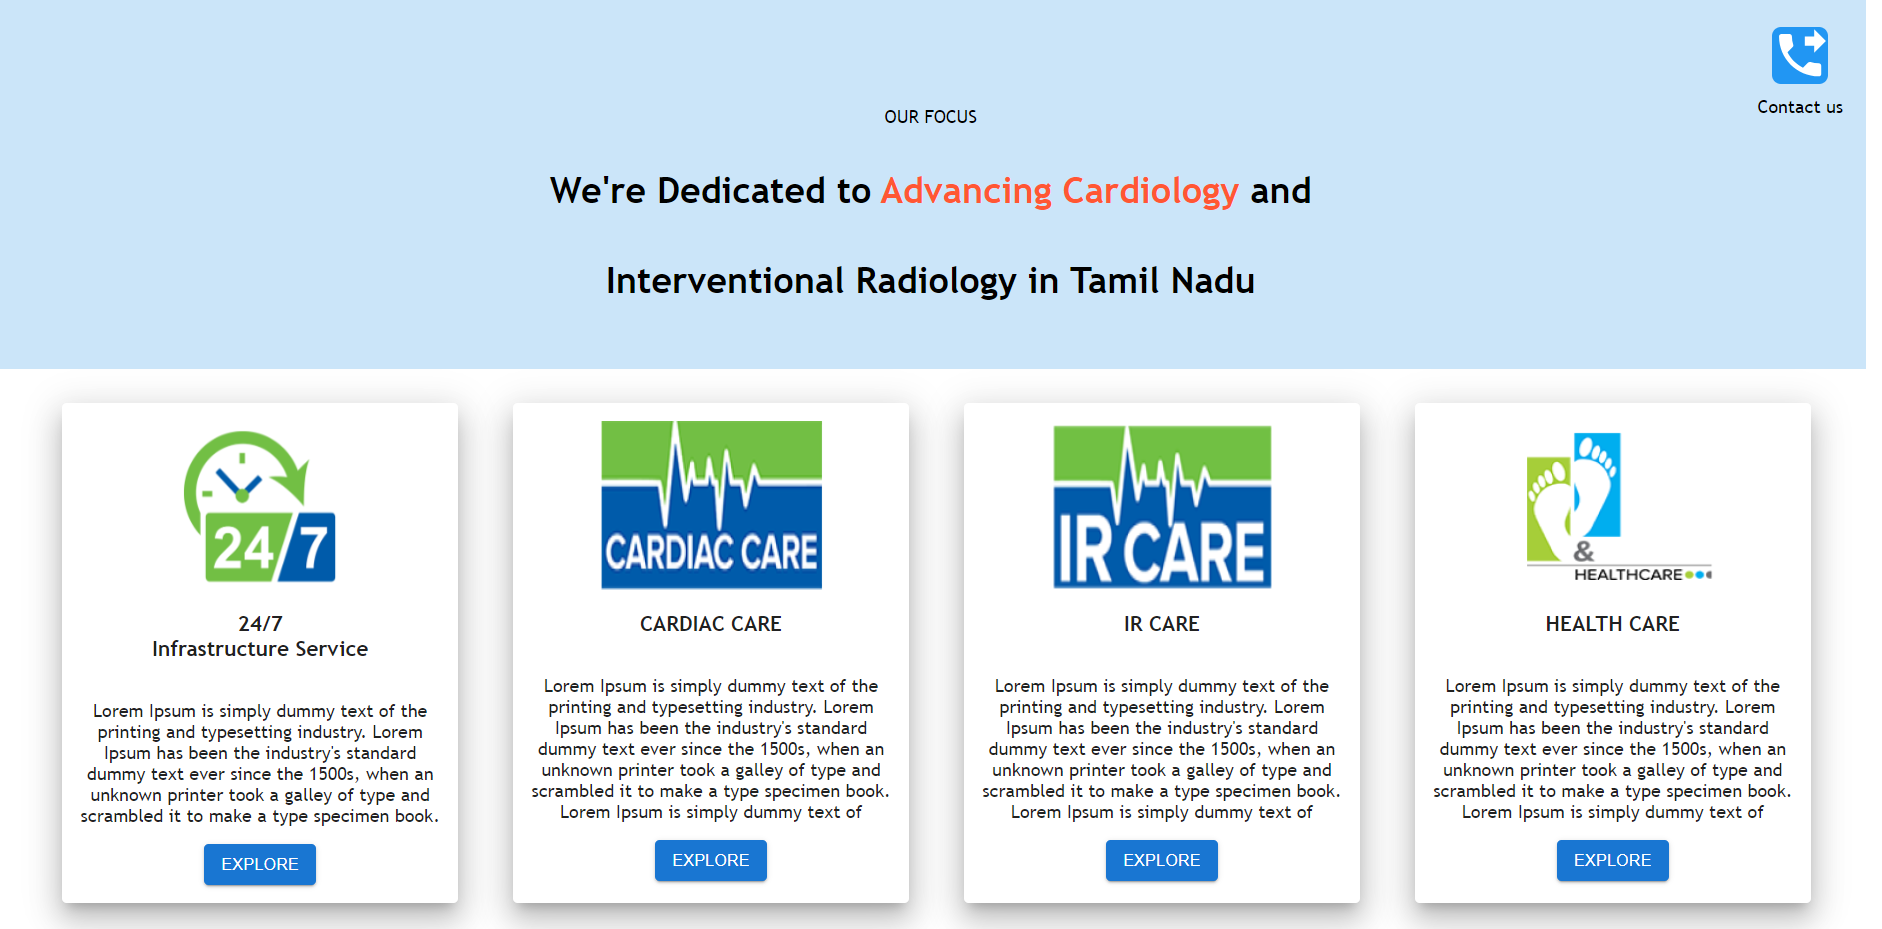 Contact us
OUR FOCUS
We're Dedicated to Advancing Cardiology and
Interventional Radiology in Tamil Nadu
24/7
24/7
Infrastructure Service
Lorem Ipsum is simply dummy text of the
printing and typesetting industry. Lorem
Ipsum has been the industry's standard
dummy text ever since the 1500s, when an
unknown printer took a galley of type and
scrambled it to make a type specimen book.
EXPLORE
CARDIAC CARE
CARDIAC CARE
Lorem Ipsum is simply dummy text of the
printing and typesetting industry. Lorem
Ipsum has been the industry's standard
dummy text ever since the 1500s, when an
unknown printer took a galley of type and
scrambled it to make a type specimen book.
Lorem Ipsum is simply dummy text of
EXPLORE
IR CARE
IR CARE
Lorem Ipsum is simply dummy text of the
printing and typesetting industry. Lorem
Ipsum has been the industry's standard
dummy text ever since the 1500s, when an
unknown printer took a galley of type and
scrambled it to make a type specimen book.
Lorem Ipsum is simply dummy text of
EXPLORE
&
HEALTHCARE
HEALTH CARE
Lorem Ipsum is simply dummy text of the
printing and typesetting industry. Lorem
Ipsum has been the industry's standard
dummy text ever since the 1500s, when an
unknown printer took a galley of type and
scrambled it to make a type specimen book.
Lorem Ipsum is simply dummy text of
EXPLORE